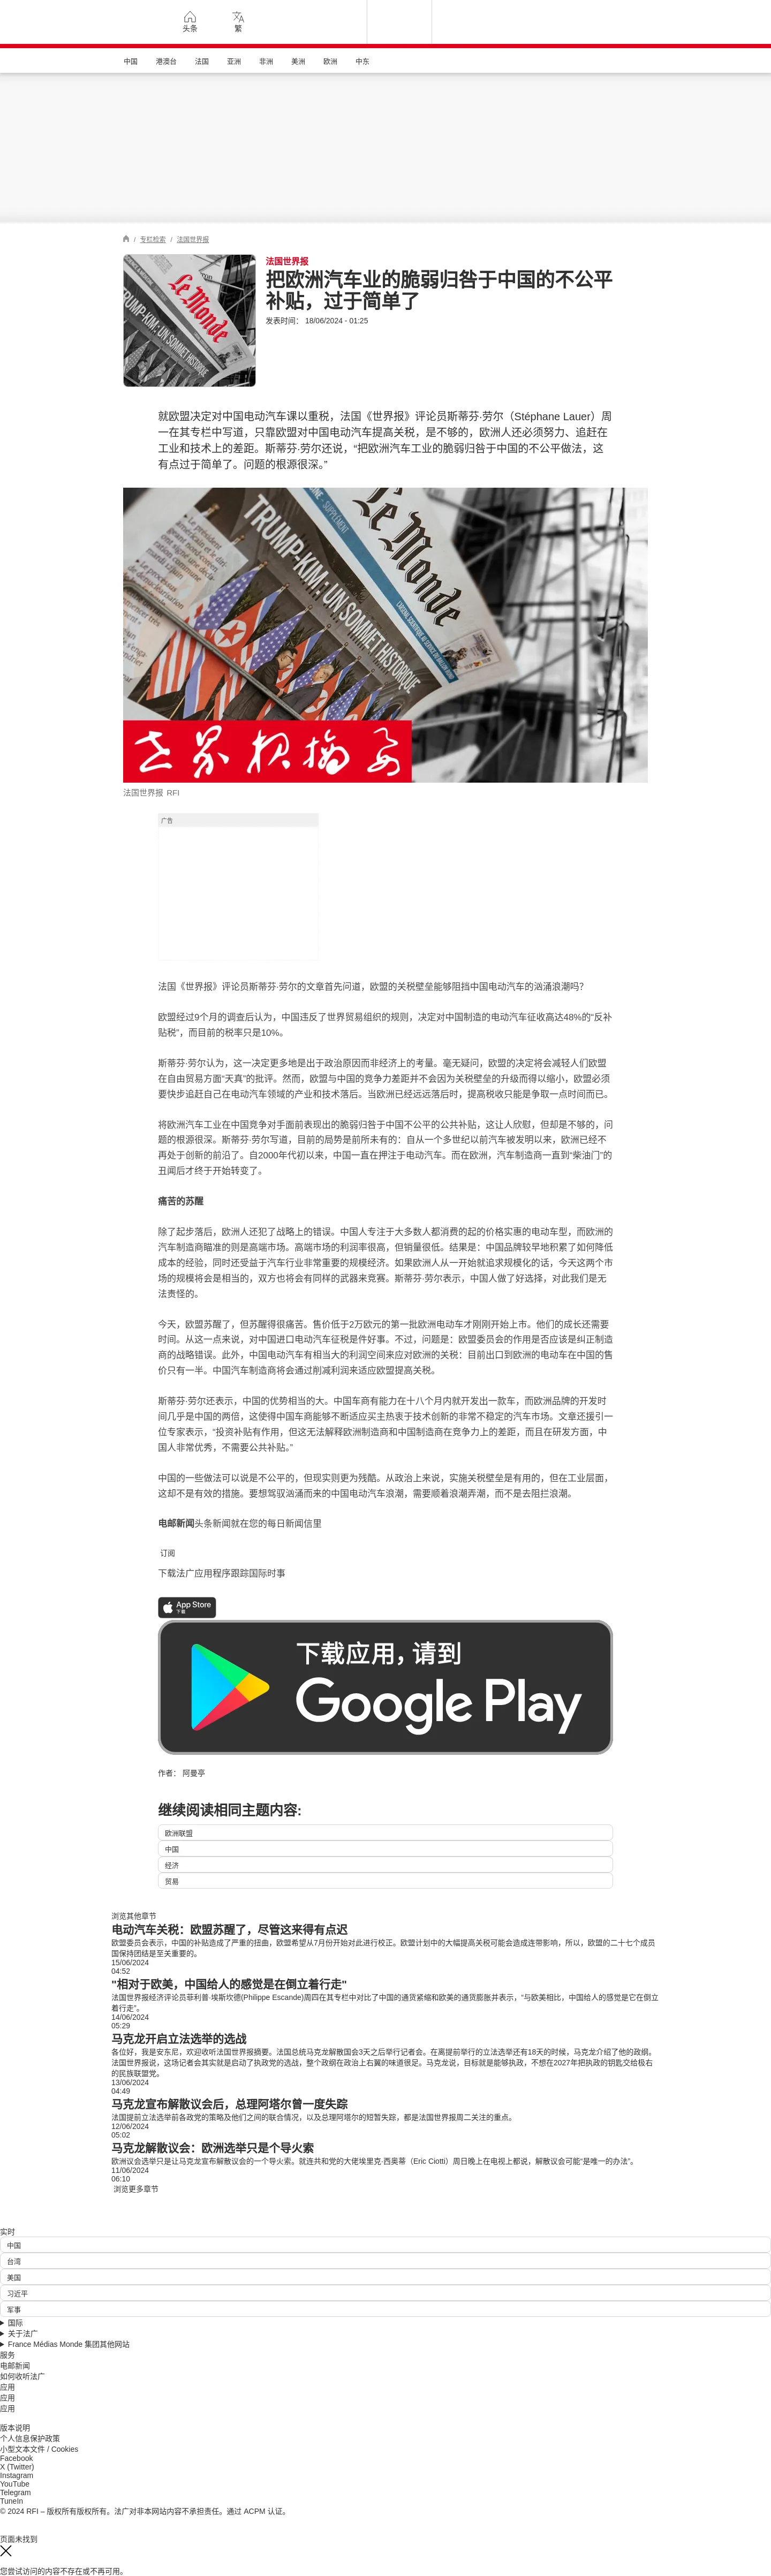 头条
繁
中国
港澳台
法国
亚洲
非洲
美洲
欧洲
中东
/ 专栏检索 / 法国世界报
法国世界报
把欧洲汽车业的脆弱归咎于中国的不公平
补贴，过于简单了
发表时间： 18/06/2024 - 01:25
Le Monde
TRUMP-KIM : UN SOMMET HISTORIQUE
就欧盟决定对中国电动汽车课以重税，法国《世界报》评论员斯蒂芬·劳尔（Stéphane Lauer）周
一在其专栏中写道，只靠欧盟对中国电动汽车提高关税，是不够的，欧洲人还必须努力、追赶在
工业和技术上的差距。斯蒂芬·劳尔还说，“把欧洲汽车工业的脆弱归咎于中国的不公平做法，这
有点过于简单了。问题的根源很深。”
Le Monde
TRUMP-KIM : UN SOMMET HISTORIQUE
世界报摘要
法国世界报 RFI
广告
法国《世界报》评论员斯蒂芬·劳尔的文章首先问道，欧盟的关税壁垒能够阻挡中国电动汽车的汹涌浪潮吗?
欧盟经过9个月的调查后认为，中国违反了世界贸易组织的规则，决定对中国制造的电动汽车征收高达48%的“反补
贴税”，而目前的税率只是10%。
斯蒂芬·劳尔认为，这一决定更多地是出于政治原因而非经济上的考量。毫无疑问，欧盟的决定将会减轻人们欧盟
在自由贸易方面“天真”的批评。然而，欧盟与中国的竞争力差距并不会因为关税壁垒的升级而得以缩小，欧盟必须
要快步追赶自己在电动汽车领域的产业和技术落后。当欧洲已经远远落后时，提高税收只能是争取一点时间而已。
将欧洲汽车工业在中国竞争对手面前表现出的脆弱归咎于中国不公平的公共补贴，这让人欣慰，但却是不够的，问
题的根源很深。斯蒂芬·劳尔写道，目前的局势是前所未有的：自从一个多世纪以前汽车被发明以来，欧洲已经不
再处于创新的前沿了。自2000年代初以来，中国一直在押注于电动汽车。而在欧洲，汽车制造商一直到“柴油门”的
丑闻后才终于开始转变了。
痛苦的苏醒
除了起步落后，欧洲人还犯了战略上的错误。中国人专注于大多数人都消费的起的价格实惠的电动车型，而欧洲的
汽车制造商瞄准的则是高端市场。高端市场的利润率很高，但销量很低。结果是：中国品牌较早地积累了如何降低
成本的经验，同时还受益于汽车行业非常重要的规模经济。如果欧洲人从一开始就追求规模化的话，今天这两个市
场的规模将会是相当的，双方也将会有同样的武器来竞赛。斯蒂芬·劳尔表示，中国人做了好选择，对此我们是无
法责怪的。
今天，欧盟苏醒了，但苏醒得很痛苦。售价低于2万欧元的第一批欧洲电动车才刚刚开始上市。他们的成长还需要
时间。从这一点来说，对中国进口电动汽车征税是件好事。不过，问题是：欧盟委员会的作用是否应该是纠正制造
商的战略错误。此外，中国电动汽车有相当大的利润空间来应对欧洲的关税：目前出口到欧洲的电动车在中国的售
价只有一半。中国汽车制造商将会通过削减利润来适应欧盟提高关税。
斯蒂芬·劳尔还表示，中国的优势相当的大。中国车商有能力在十八个月内就开发出一款车，而欧洲品牌的开发时
间几乎是中国的两倍，这使得中国车商能够不断适应买主热衷于技术创新的非常不稳定的汽车市场。文章还援引一
位专家表示，“投资补贴有作用，但这无法解释欧洲制造商和中国制造商在竞争力上的差距，而且在研发方面，中
国人非常优秀，不需要公共补贴。”
中国的一些做法可以说是不公平的，但现实则更为残酷。从政治上来说，实施关税壁垒是有用的，但在工业层面，
这却不是有效的措施。要想驾驭汹涌而来的中国电动汽车浪潮，需要顺着浪潮弄潮，而不是去阻拦浪潮。
电邮新闻头条新闻就在您的每日新闻信里
订阅
下载法广应用程序跟踪国际时事
App Store
下载
下载应用，请到
Google Play
作者： 阿曼亭
继续阅读相同主题内容:
欧洲联盟
中国
经济
贸易
浏览其他章节
电动汽车关税：欧盟苏醒了，尽管这来得有点迟
欧盟委员会表示，中国的补贴造成了严重的扭曲，欧盟希望从7月份开始对此进行校正。欧盟计划中的大幅提高关税可能会造成连带影响，所以，欧盟的二十七个成员
国保持团结是至关重要的。
15/06/2024
04:52
"相对于欧美，中国给人的感觉是在倒立着行走"
法国世界报经济评论员菲利普·埃斯坎德(Philippe Escande)周四在其专栏中对比了中国的通货紧缩和欧美的通货膨胀并表示，“与欧美相比，中国给人的感觉是它在倒立
着行走”。
14/06/2024
05:29
马克龙开启立法选举的选战
各位好，我是安东尼，欢迎收听法国世界报摘要。法国总统马克龙解散国会3天之后举行记者会。在离提前举行的立法选举还有18天的时候，马克龙介绍了他的政纲。
法国世界报说，这场记者会其实就是启动了执政党的选战，整个政纲在政治上右翼的味道很足。马克龙说，目标就是能够执政，不想在2027年把执政的钥匙交给极右
的民族联盟党。
13/06/2024
04:49
马克龙宣布解散议会后，总理阿塔尔曾一度失踪
法国提前立法选举前各政党的策略及他们之间的联合情况，以及总理阿塔尔的短暂失踪，都是法国世界报周二关注的重点。
12/06/2024
05:02
马克龙解散议会：欧洲选举只是个导火索
欧洲议会选举只是让马克龙宣布解散议会的一个导火索。就连共和党的大佬埃里克·西奥蒂（Eric Ciotti）周日晚上在电视上都说，解散议会可能“是唯一的办法”。
11/06/2024
06:10
浏览更多章节
实时
中国
台湾
美国
习近平
军事
国际
关于法广
France Médias Monde 集团其他网站
服务
电邮新闻
如何收听法广
应用
应用
应用
版本说明
个人信息保护政策
小型文本文件 / Cookies
Facebook
X (Twitter)
Instagram
YouTube
Telegram
TuneIn
© 2024 RFI – 版权所有版权所有。法广对非本网站内容不承担责任。通过 ACPM 认证。
页面未找到
您尝试访问的内容不存在或不再可用。